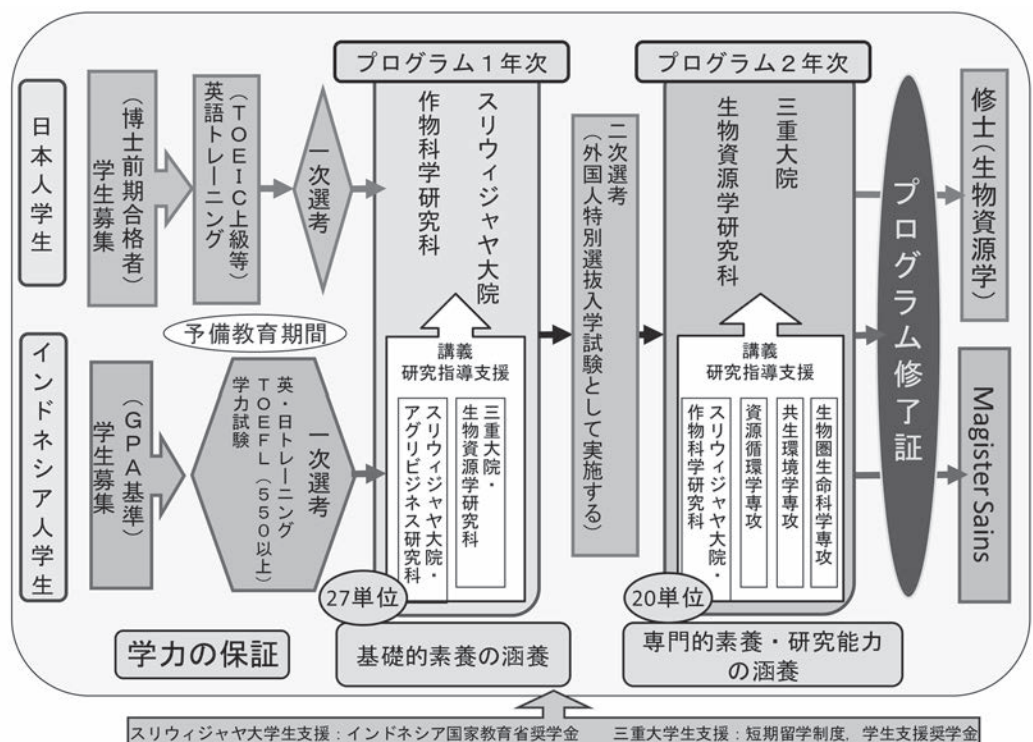 プログラム1年次
プログラム2年次
日本人学生
学生募集
(博士前期合格者)
英語トレーニング
(TOEIC上級等)
一次選考
スリウィジャヤ大院
作物科学研究科
二次選考
(外国人特別選抜入学試験として実施する)
三重大院
生物資源学研究科
プログラム修了証
修士(生物資源学)
予備教育期間
インドネシア人学生
学生募集
(GPA基準)
一次選考
英・日トレーニング
TOEFL(550以上)
学力試験
講義
研究指導支援
三重大院・
生物資源学研究科
スリウィジャヤ大院・
アグリビジネス研究科
講義
研究指導支援
生物圏生命科学専攻
共生環境学専攻
資源循環学専攻
スリウィジャヤ大院・
作物科学研究科
Magister Sains
27単位
20単位
学力の保証
基礎的素養の涵養
専門的素養・研究能力
の涵養
スリウィジャヤ大学生支援:インドネシア国家教育省奨学金 三重大学生支援:短期留学制度,学生支援奨学金